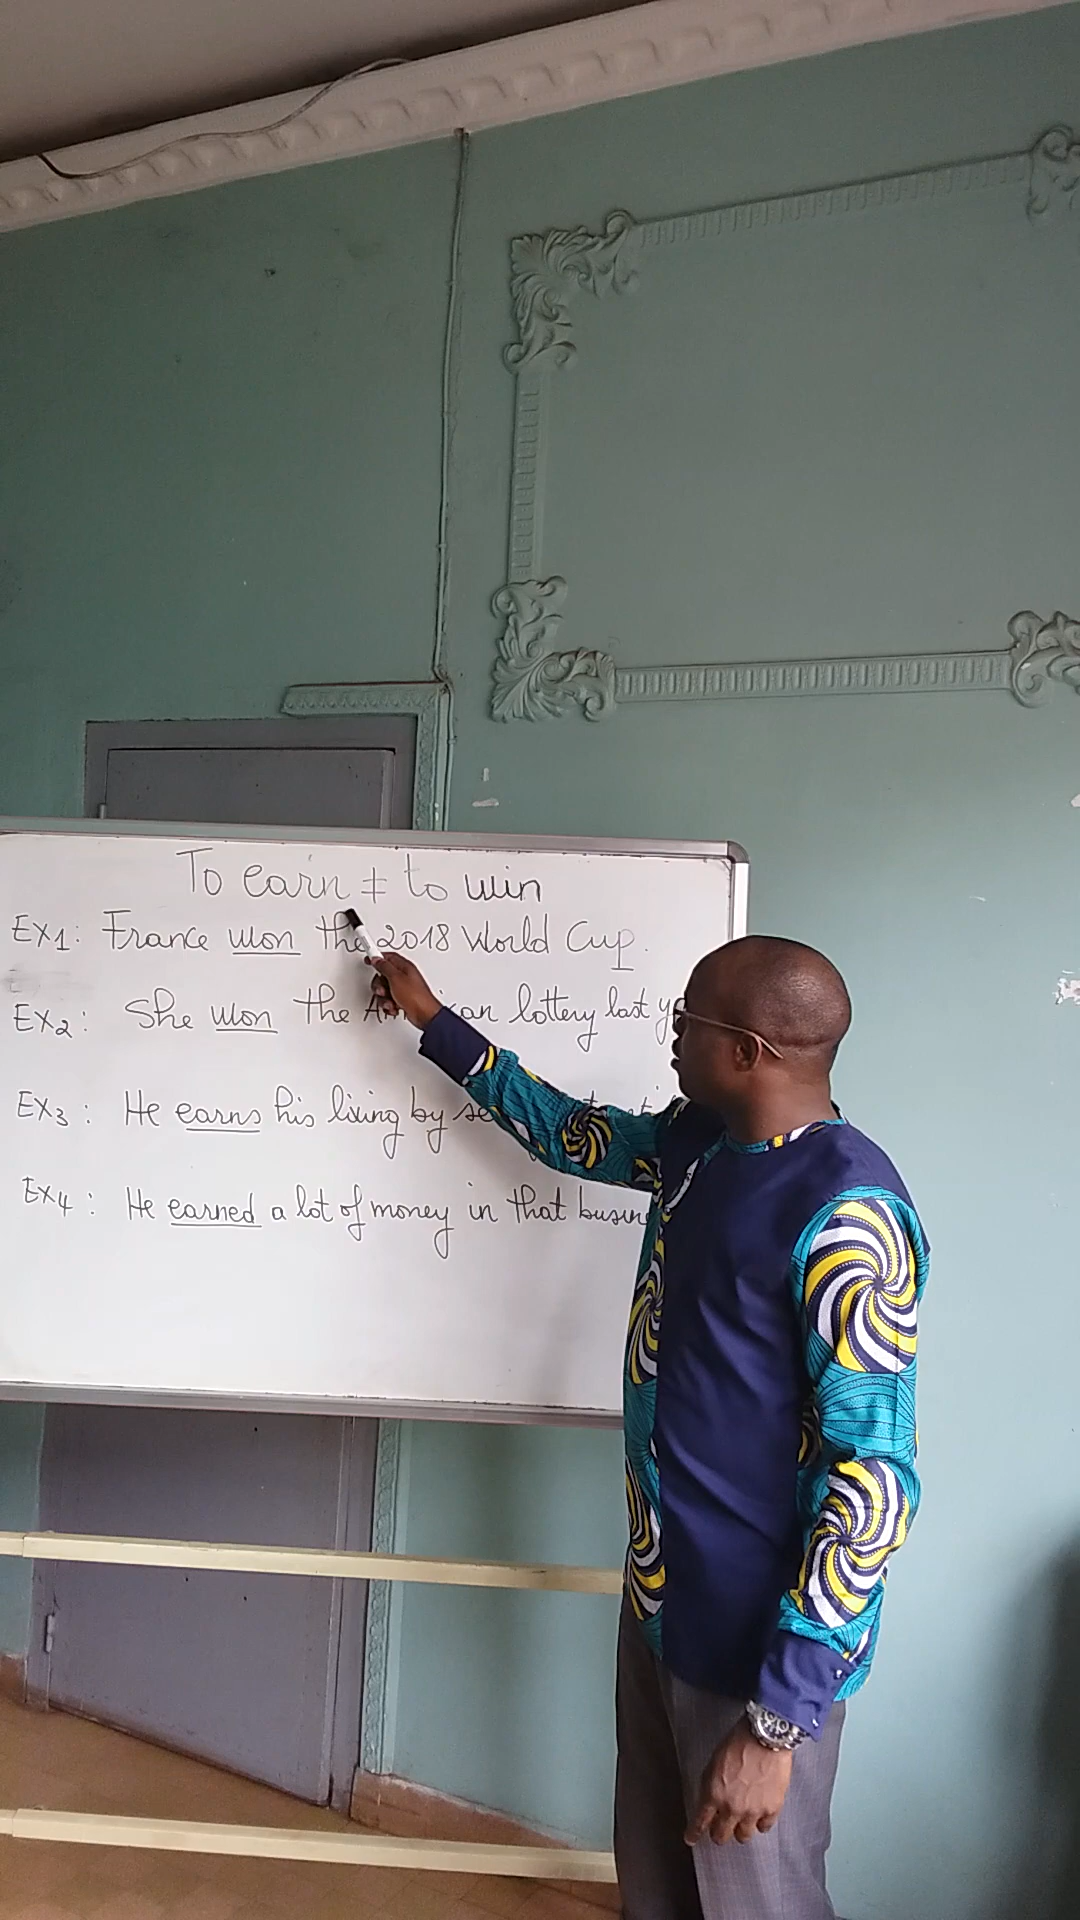 To earn ≠ to win
EX1: France won the 2018 World Cup.
EX2: She won the American lottery last
EX3: He earns his living by
EX4: He earned a lot of money in that